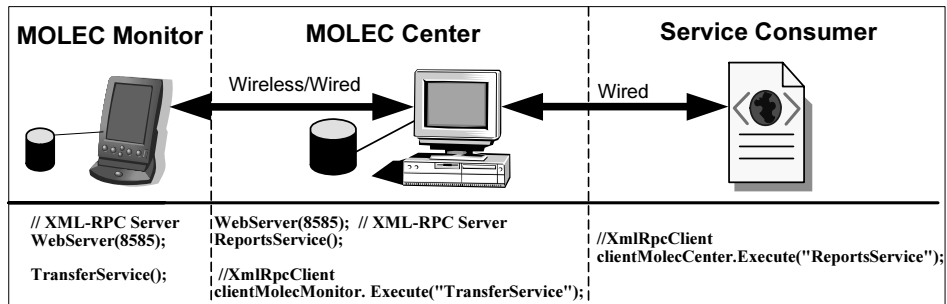 MOLEC Monitor
MOLEC Center
Service Consumer
Wireless/Wired
Wired
// XML-RPC Server
WebServer(8585);
TransferService();
WebServer(8585); // XML-RPC Server
ReportsService();
//XmlRpcClient
clientMolecMonitor. Execute("TransferService");
//XmlRpcClient
clientMolecCenter.Execute("ReportsService");